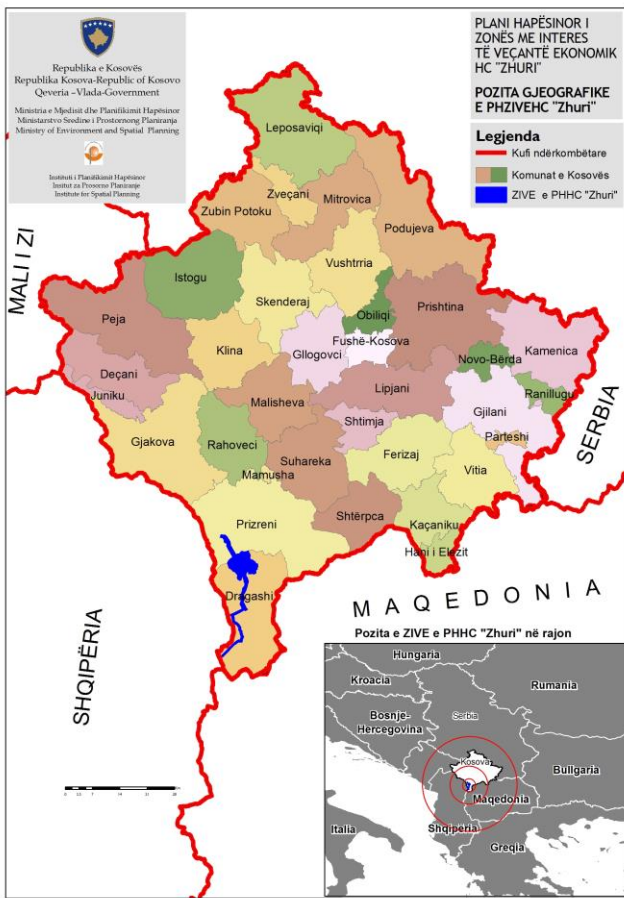 Republika e Kosovës
Republika Kosova-Republic of Kosovo
Qeveria –Vlada-Government
Ministria e Mjedisit dhe Planifikimit Hapësinor
Ministarstvo Sredine i Prostornong Planiranja
Ministry of Environment and Spatial Planning
Instituti i Planifikimit Hapësinor
Institut za Prosorne Planiranje
Institute for Spatial Planning
PLANI HAPËSINOR I
ZONËS ME INTERES
TË VEÇANTË EKONOMIK
HC "ZHURI"
POZITA GJEOGRAFIKE
E PHZIVEHC "Zhuri"
Legjenda
Kufi ndërkombëtare
Komunat e Kosovës
ZIVE e PHHC "Zhuri"
Leposaviqi
Zveçani
Zubin Potoku
Mitrovica
Podujeva
MALI I ZI
Istogu
Vushtrria
Skenderaj
Obiliqi
Prishtina
Peja
Fushë-Kosova
Klina
Gllogovci
Novo-Bërda
Kamenica
Deçani
Juniku
Lipjani
Ranillugu
Malisheva
Shtimja
Gjilani
Parteshi
SERBIA
Gjakova
Rahoveci
Suhareka
Ferizaj
Vitia
Mamusha
Prizreni
Shtërpca
Kaçaniku
Hani i Elezit
Dragashi
MAQEDONIA
SHQIPËRIA
Pozita e ZIVE e PHHC "Zhuri" në rajon
Hungaria
Kroacia
Rumania
Bosnje-
Hercegovina
Serbia
Kosova
Bullgaria
Maqedonia
Italia
Shqiperia
Greqia